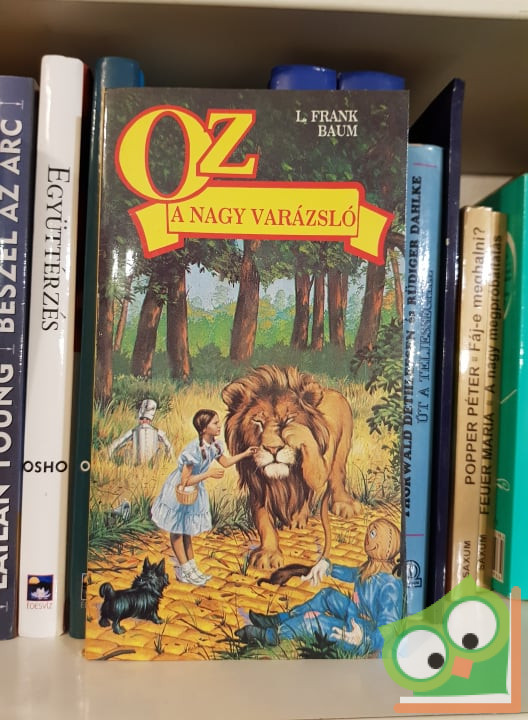 LAILAN YOUNG BESZÉL AZ ARC
EGYÜTTÉRZÉS
OSHO
ÉDESVÍZ
OZ
L. FRANK
BAUM
A NAGY VARÁZSLÓ
THORWALD DETHLEFSEN és RÜDIGER DAHLKE
ÚT A TELJESSÉGHEZ
POPPER PÉTER - Fáj-e meghalni?
SAXUM
FEUER MÁRIA - A nagy megpróbáltatás
SAXUM